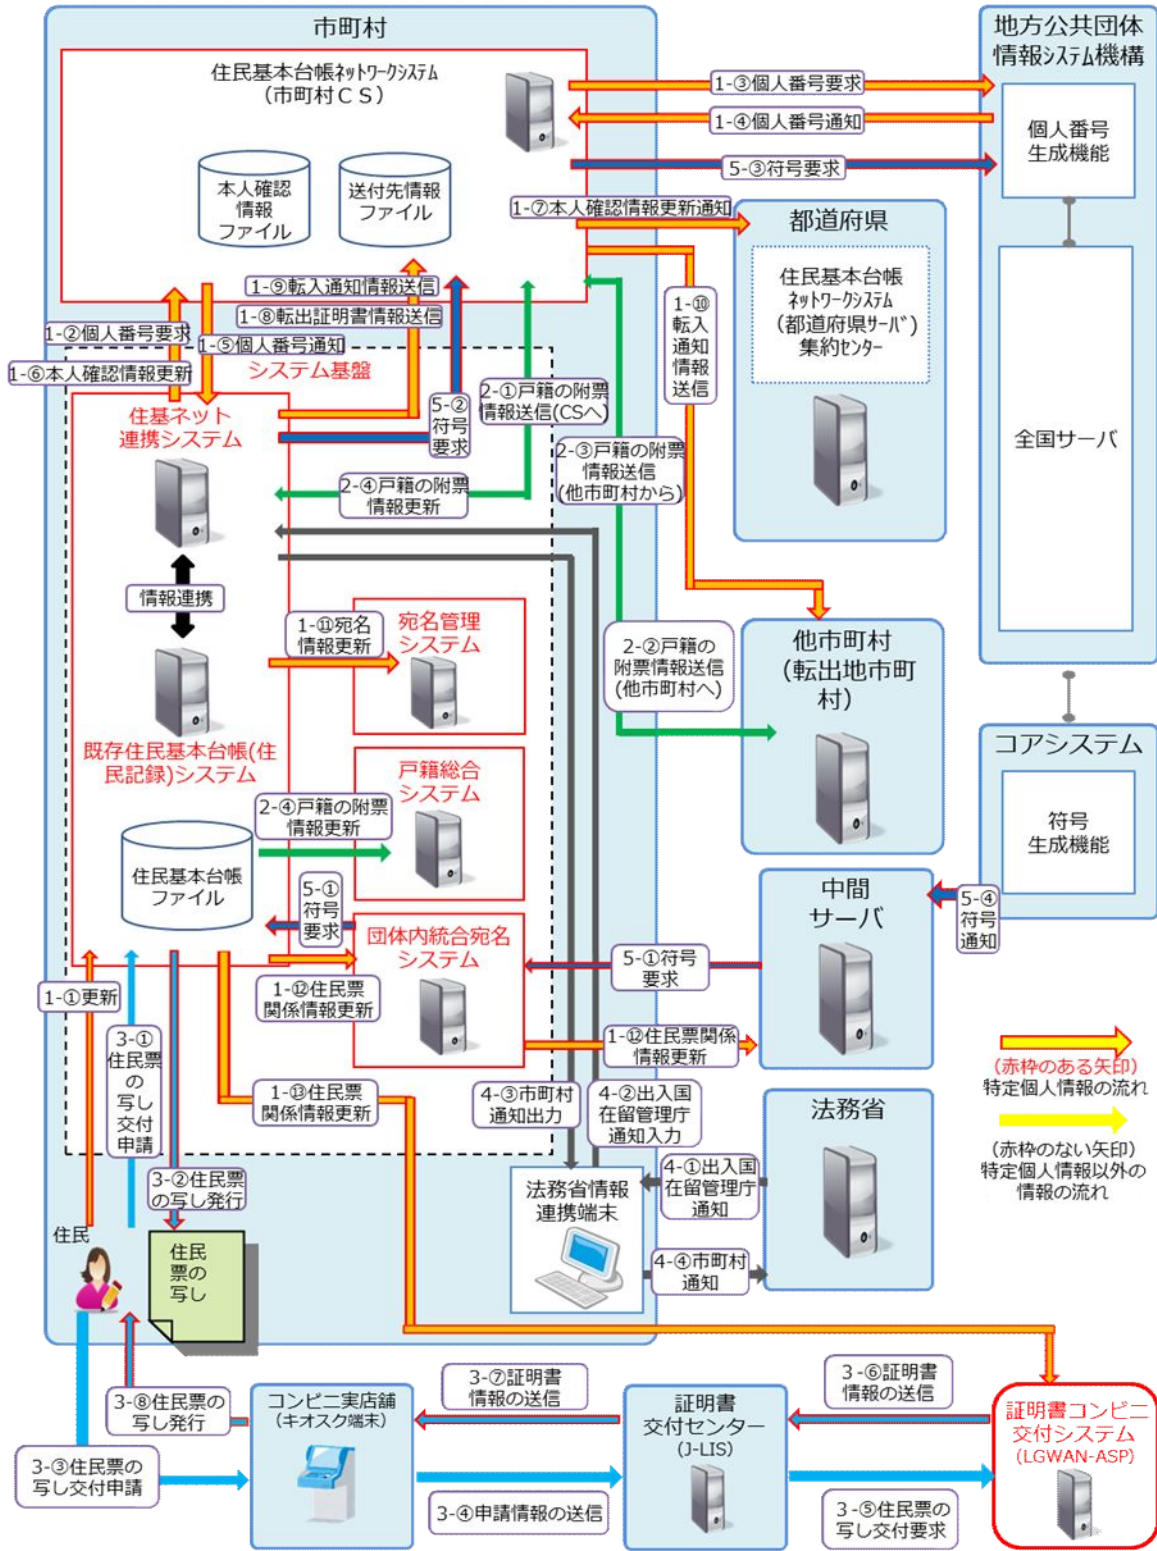 市町村
住民基本台帳ネットワークシステム
(市町村CS)
本人確認
情報
ファイル
送付先情報
ファイル
地方公共団体
情報システム機構
個人番号
生成機能
全国サーバ
1-③個人番号要求
1-④個人番号通知
5-③符号要求
1-⑦本人確認情報更新通知
都道府県
住民基本台帳
ネットワークシステム
(都道府県サーバ)
集約センター
1-⑨転入通知情報送信
1-⑧転出証明書情報送信
1-②個人番号要求
1-⑤個人番号通知
1-⑥本人確認情報更新
1-⑩
転入
通知
情報
送信
システム基盤
住基ネット
連携システム
5-②
符号
要求
2-①戸籍の附票
情報送信(CSへ)
2-③戸籍の附票
情報送信
(他市町村から)
2-④戸籍の附票
情報更新
情報連携
1-⑪宛名
情報更新
宛名管理
システム
2-②戸籍の
附票情報送信
(他市町村へ)
他市町村
(転出地市町
村)
既存住民基本台帳(住
民記録)システム
戸籍総合
システム
2-④戸籍の附票
情報更新
住民基本台帳
ファイル
コアシステム
符号
生成機能
5-④
符号
通知
中間
サーバ
5-①
符号
要求
団体内統合宛名
システム
5-①符号
要求
1-⑫住民票
関係情報更新
1-⑫住民票関係
情報更新
1-①更新
3-①
住民票
の
写し
交付
申請
1-⑬住民票
関係情報更新
4-③市町村
通知出力
4-②出入国
在留管理庁
通知入力
法務省
(赤枠のある矢印)
特定個人情報の流れ
(赤枠のない矢印)
特定個人情報以外の
情報の流れ
3-②住民票
の写し発行
4-①出入国
在留管理庁
通知
法務省情報
連携端末
4-④市町村
通知
住民
住民
票の
写し
3-⑧住民票の
写し発行
コンビニ実店舗
(キオスク端末)
3-⑦証明書
情報の送信
証明書
交付センター
(J-LIS)
3-⑥証明書
情報の送信
証明書コンビニ
交付システム
(LGWAN-ASP)
3-③住民票の
写し交付申請
3-④申請情報の送信
3-⑤住民票の
写し交付要求